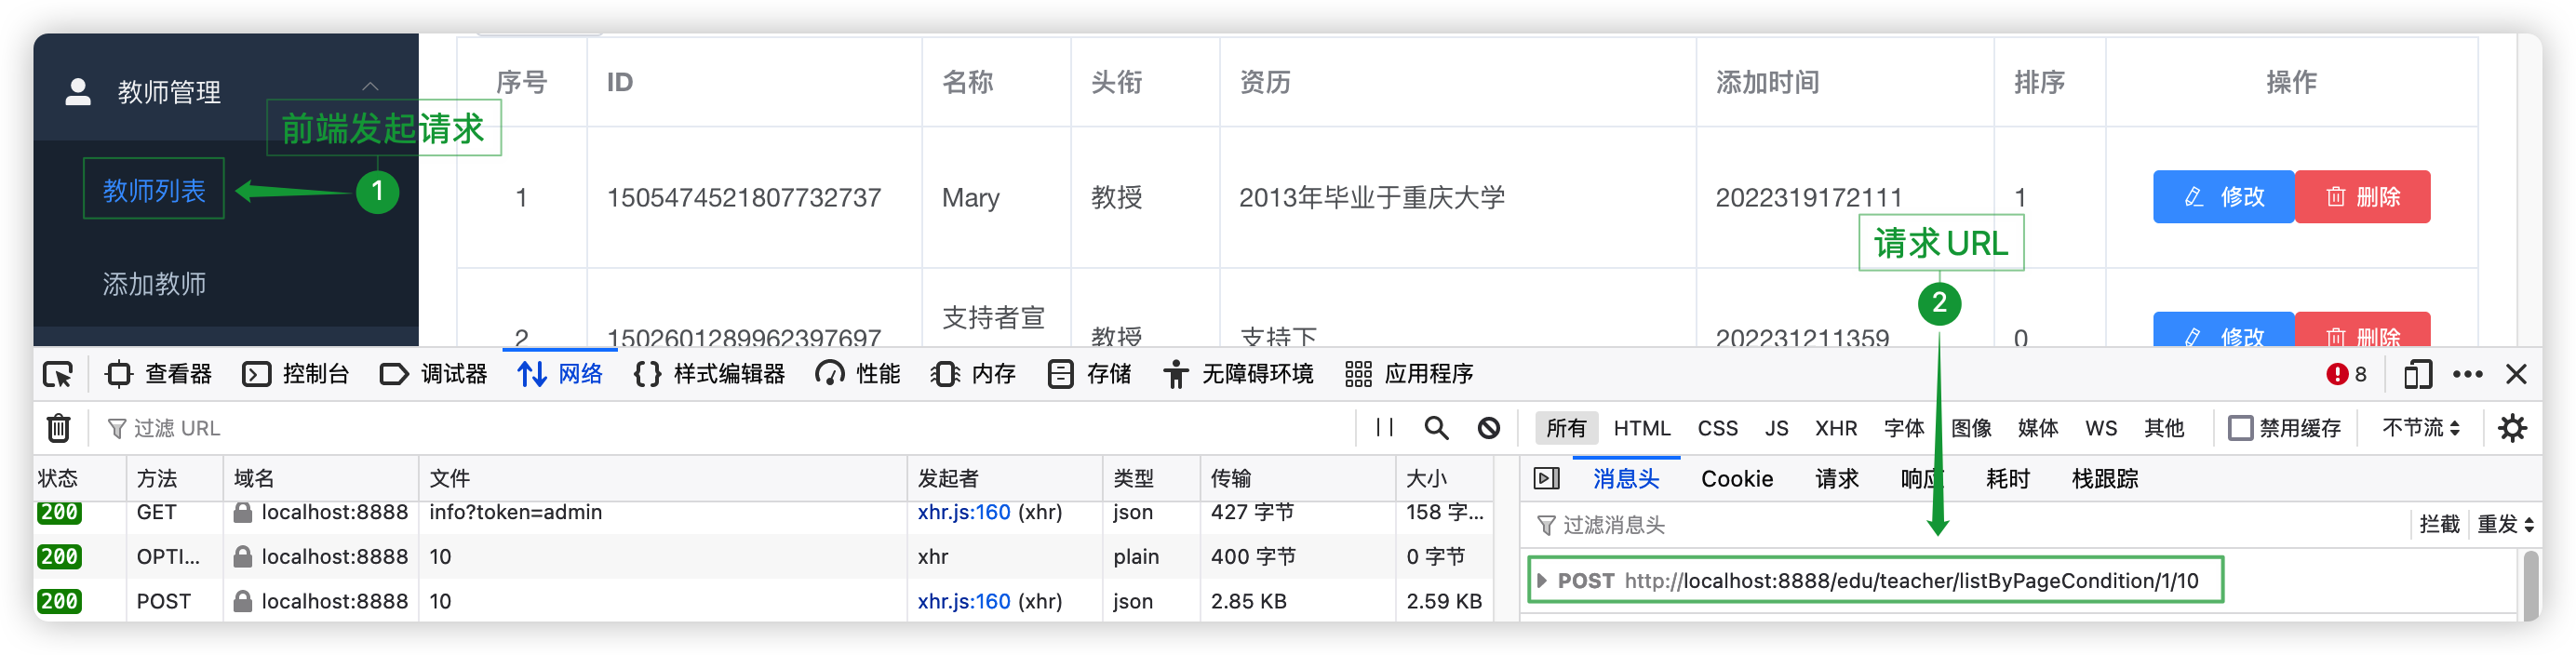 教师管理
前端发起请求
教师列表
1
添加教师
序号 ID 名称 头衔 资历 添加时间 排序 操作
1 1505474521807732737 Mary 教授 2013年毕业于重庆大学 2022319172111 1 修改 删除
请求 URL
2
2 1502601289962397697 支持者宣 教授 支持下 202231211359 0 修改 删除
查看器 控制台 调试器 网络 样式编辑器 性能 内存 存储 无障碍环境 应用程序 8
过滤 URL 所有 HTML CSS JS XHR 字体 图像 媒体 WS 其他 禁用缓存 不节流
状态 方法 域名 文件 发起者 类型 传输 大小 消息头 Cookie 请求 响应 耗时 栈跟踪
200 GET localhost:8888 info?token=admin xhr.js:160 (xhr) json 427 字节 158 字...
过滤消息头 拦截 重发
200 OPTI... localhost:8888 10 xhr plain 400 字节 0 字节
POST http://localhost:8888/edu/teacher/listByPageCondition/1/10
200 POST localhost:8888 10 xhr.js:160 (xhr) json 2.85 KB 2.59 KB